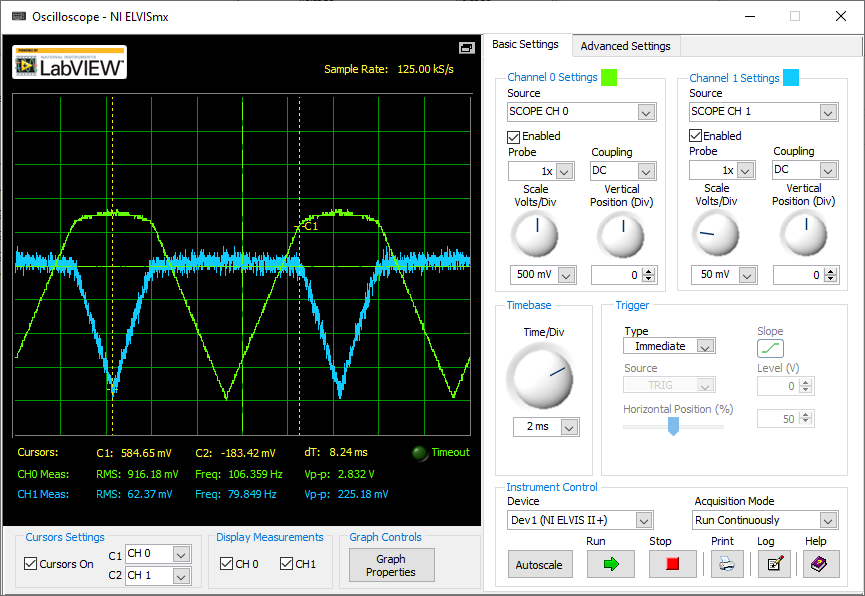 Oscilloscope - NI ELVISmx
POWERED BY
NATIONAL INSTRUMENTS
LabVIEW™
Sample Rate: 125.00 kS/s
C1
Cursors: C1: 584.65 mV C2: -183.42 mV dT: 8.24 ms Timeout
CH0 Meas: RMS: 916.18 mV Freq: 106.359 Hz Vp-p: 2.832 V
CH1 Meas: RMS: 62.37 mV Freq: 79.849 Hz Vp-p: 225.18 mV
Cursors Settings
Cursors On
C1 CH 0
C2 CH 1
Display Measurements
CH 0 CH1
Graph Controls
Graph
Properties
Basic Settings Advanced Settings
Channel 0 Settings
Source
SCOPE CH 0
Enabled
Probe Coupling
1x DC
Scale Vertical
Volts/Div Position (Div)
500 mV 0
Channel 1 Settings
Source
SCOPE CH 1
Enabled
Probe Coupling
1x DC
Scale Vertical
Volts/Div Position (Div)
50 mV 0
Timebase
Time/Div
2 ms
Trigger
Type Slope
Immediate
Source Level (V)
TRIG 0
Horizontal Position (%)
50
Instrument Control
Device Acquisition Mode
Dev1 (NI ELVIS II+) Run Continuously
Run Stop Print Log Help
Autoscale